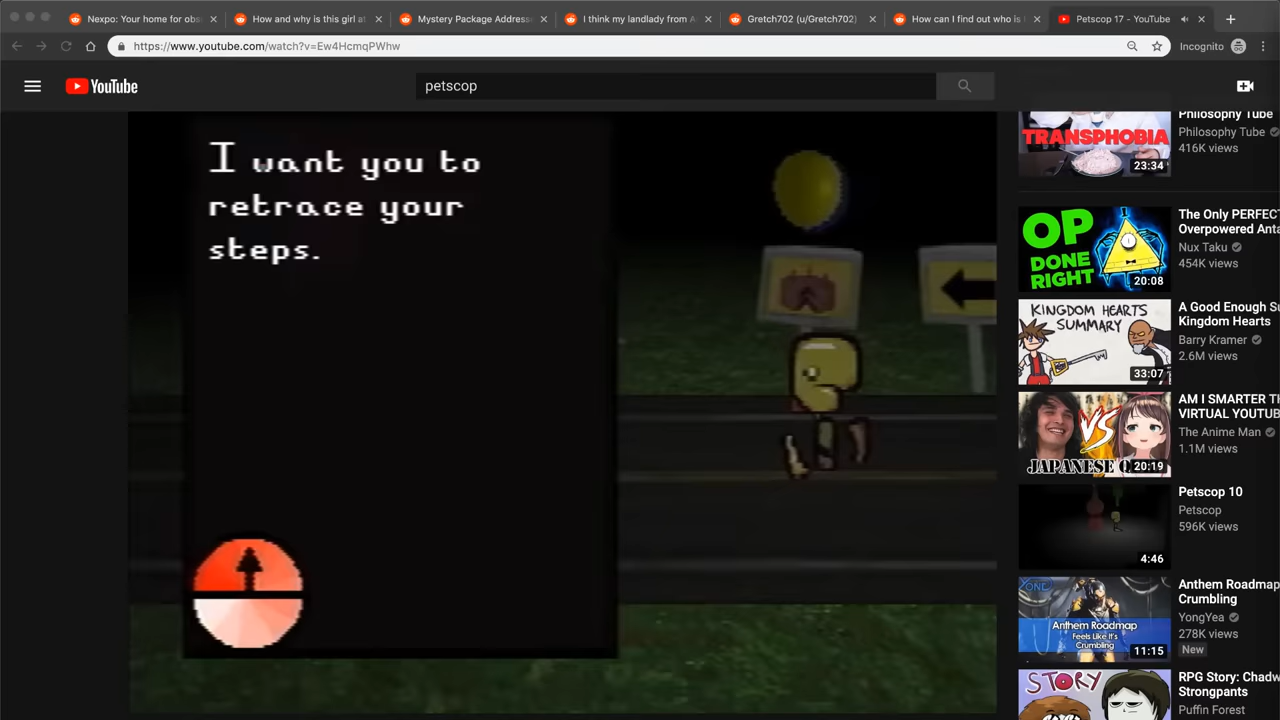 Nexpo: Your home for obs
How and why is this girl at
Mystery Package Address
I think my landlady from A
Gretch702 (u/Gretch702)
How can I find out who is
Petscop 17 - YouTube
https://www.youtube.com/watch?v=Ew4HcmqPWhw
Incognito
YouTube
petscop
I want you to
retrace your
steps.
TRANSPHOBIA
23:34
Philosophy Tube
Philosophy Tube
416K views
OP
DONE
RIGHT
20:08
The Only PERFEC
Overpowered Anta
Nux Taku
454K views
KINGDOM HEARTS
SUMMARY
33:07
A Good Enough Su
Kingdom Hearts
Barry Kramer
2.6M views
VS
JAPANESE Q
20:19
AM I SMARTER TH
VIRTUAL YOUTUB
The Anime Man
1.1M views
4:46
Petscop 10
Petscop
596K views
Anthem Roadmap
Feels Like It's
Crumbling
11:15
Anthem Roadmap
Crumbling
YongYea
278K views
New
STORY
RPG Story: Chadw
Strongpants
Puffin Forest